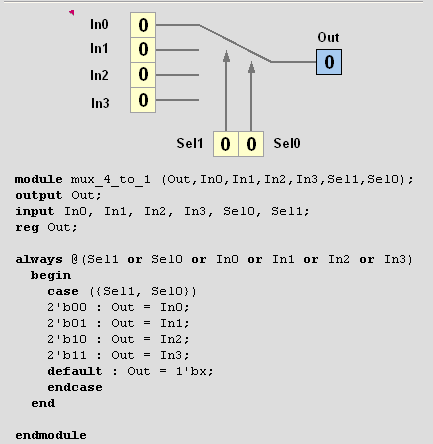 In0 0
Out
In1 0
0
In2 0
In3 0
Sel1 0 0 Sel0
module mux_4_to_1 (Out,In0,In1,In2,In3,Sel1,Sel0);
output Out;
input In0, In1, In2, In3, Sel0, Sel1;
reg Out;
always @(Sel1 or Sel0 or In0 or In1 or In2 or In3)
begin
case ({Sel1, Sel0})
2'b00 : Out = In0;
2'b01 : Out = In1;
2'b10 : Out = In2;
2'b11 : Out = In3;
default : Out = 1'bx;
endcase
end
endmodule